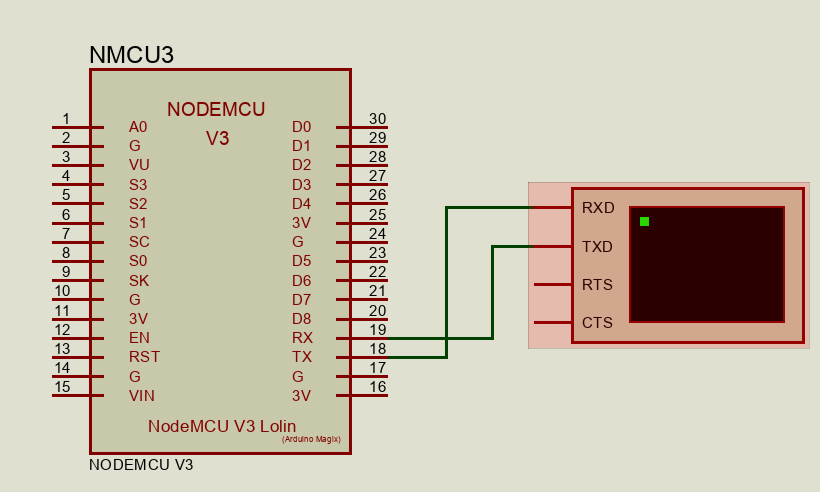 NMCU3
NODEMCU
V3
1 A0 D0 30
2 G D1 29
3 VU D2 28
4 S3 D3 27
5 S2 D4 26
6 S1 3V 25
7 SC G 24
8 S0 D5 23
9 SK D6 22
10 G D7 21
11 3V D8 20
12 EN RX 19
13 RST TX 18
14 G G 17
15 VIN 3V 16
NodeMCU V3 Lolin
(Arduino Magix)
NODEMCU V3
RXD
TXD
RTS
CTS